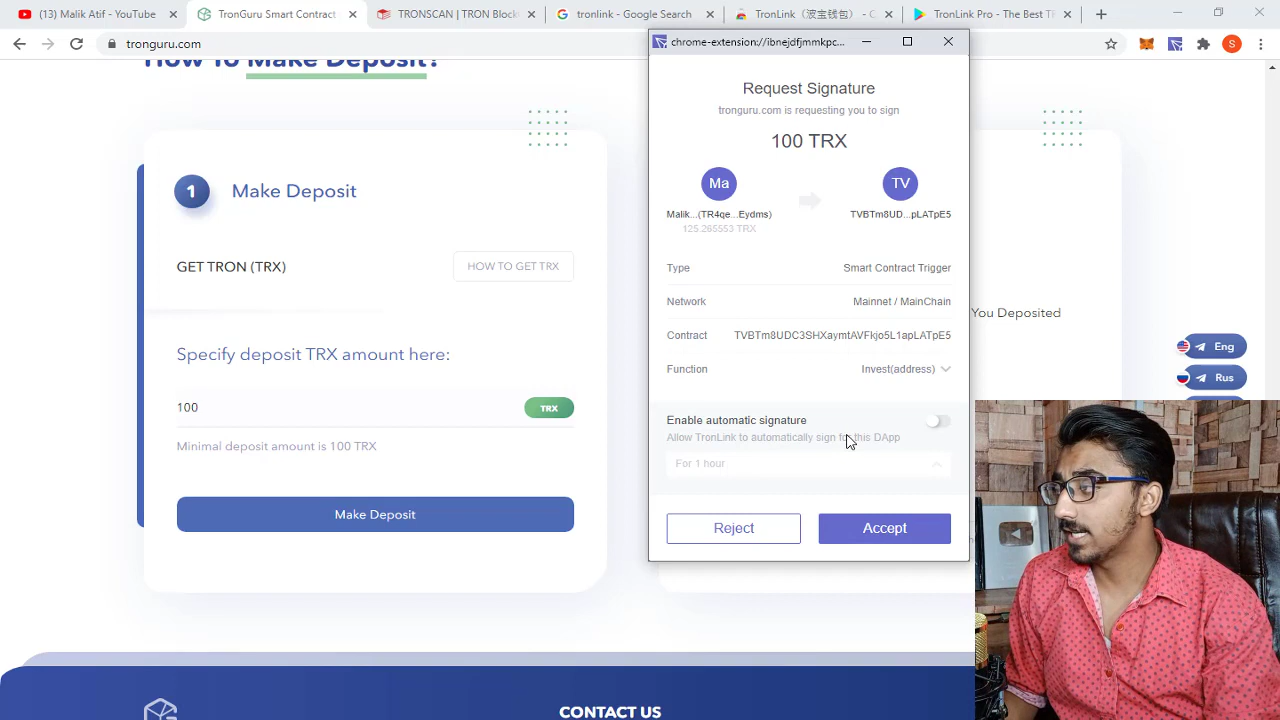 (13) Malik Atif - YouTube
TronGuru Smart Contract
TRONSCAN | TRON Block
tronlink - Google Search
TronLink（波宝钱包） - C
TronLink Pro - The Best T
tronguru.com
S
How To Make Deposit?
1
Make Deposit
GET TRON (TRX)
HOW TO GET TRX
Specify deposit TRX amount here:
100
TRX
Minimal deposit amount is 100 TRX
Make Deposit
chrome-extension://ibnejdfjmmkpc...
Request Signature
tronguru.com is requesting you to sign
100 TRX
Ma
TV
Malik...(TR4qe...Eydms)
TVBTm8UD...pLATpE5
125.265553 TRX
Type
Smart Contract Trigger
Network
Mainnet / MainChain
Contract
TVBTm8UDC3SHXaymtAVFkjo5L1apLATpE5
Function
Invest(address)
Enable automatic signature
Allow TronLink to automatically sign for this DApp
For 1 hour
Reject
Accept
You Deposited
Eng
Rus
CONTACT US